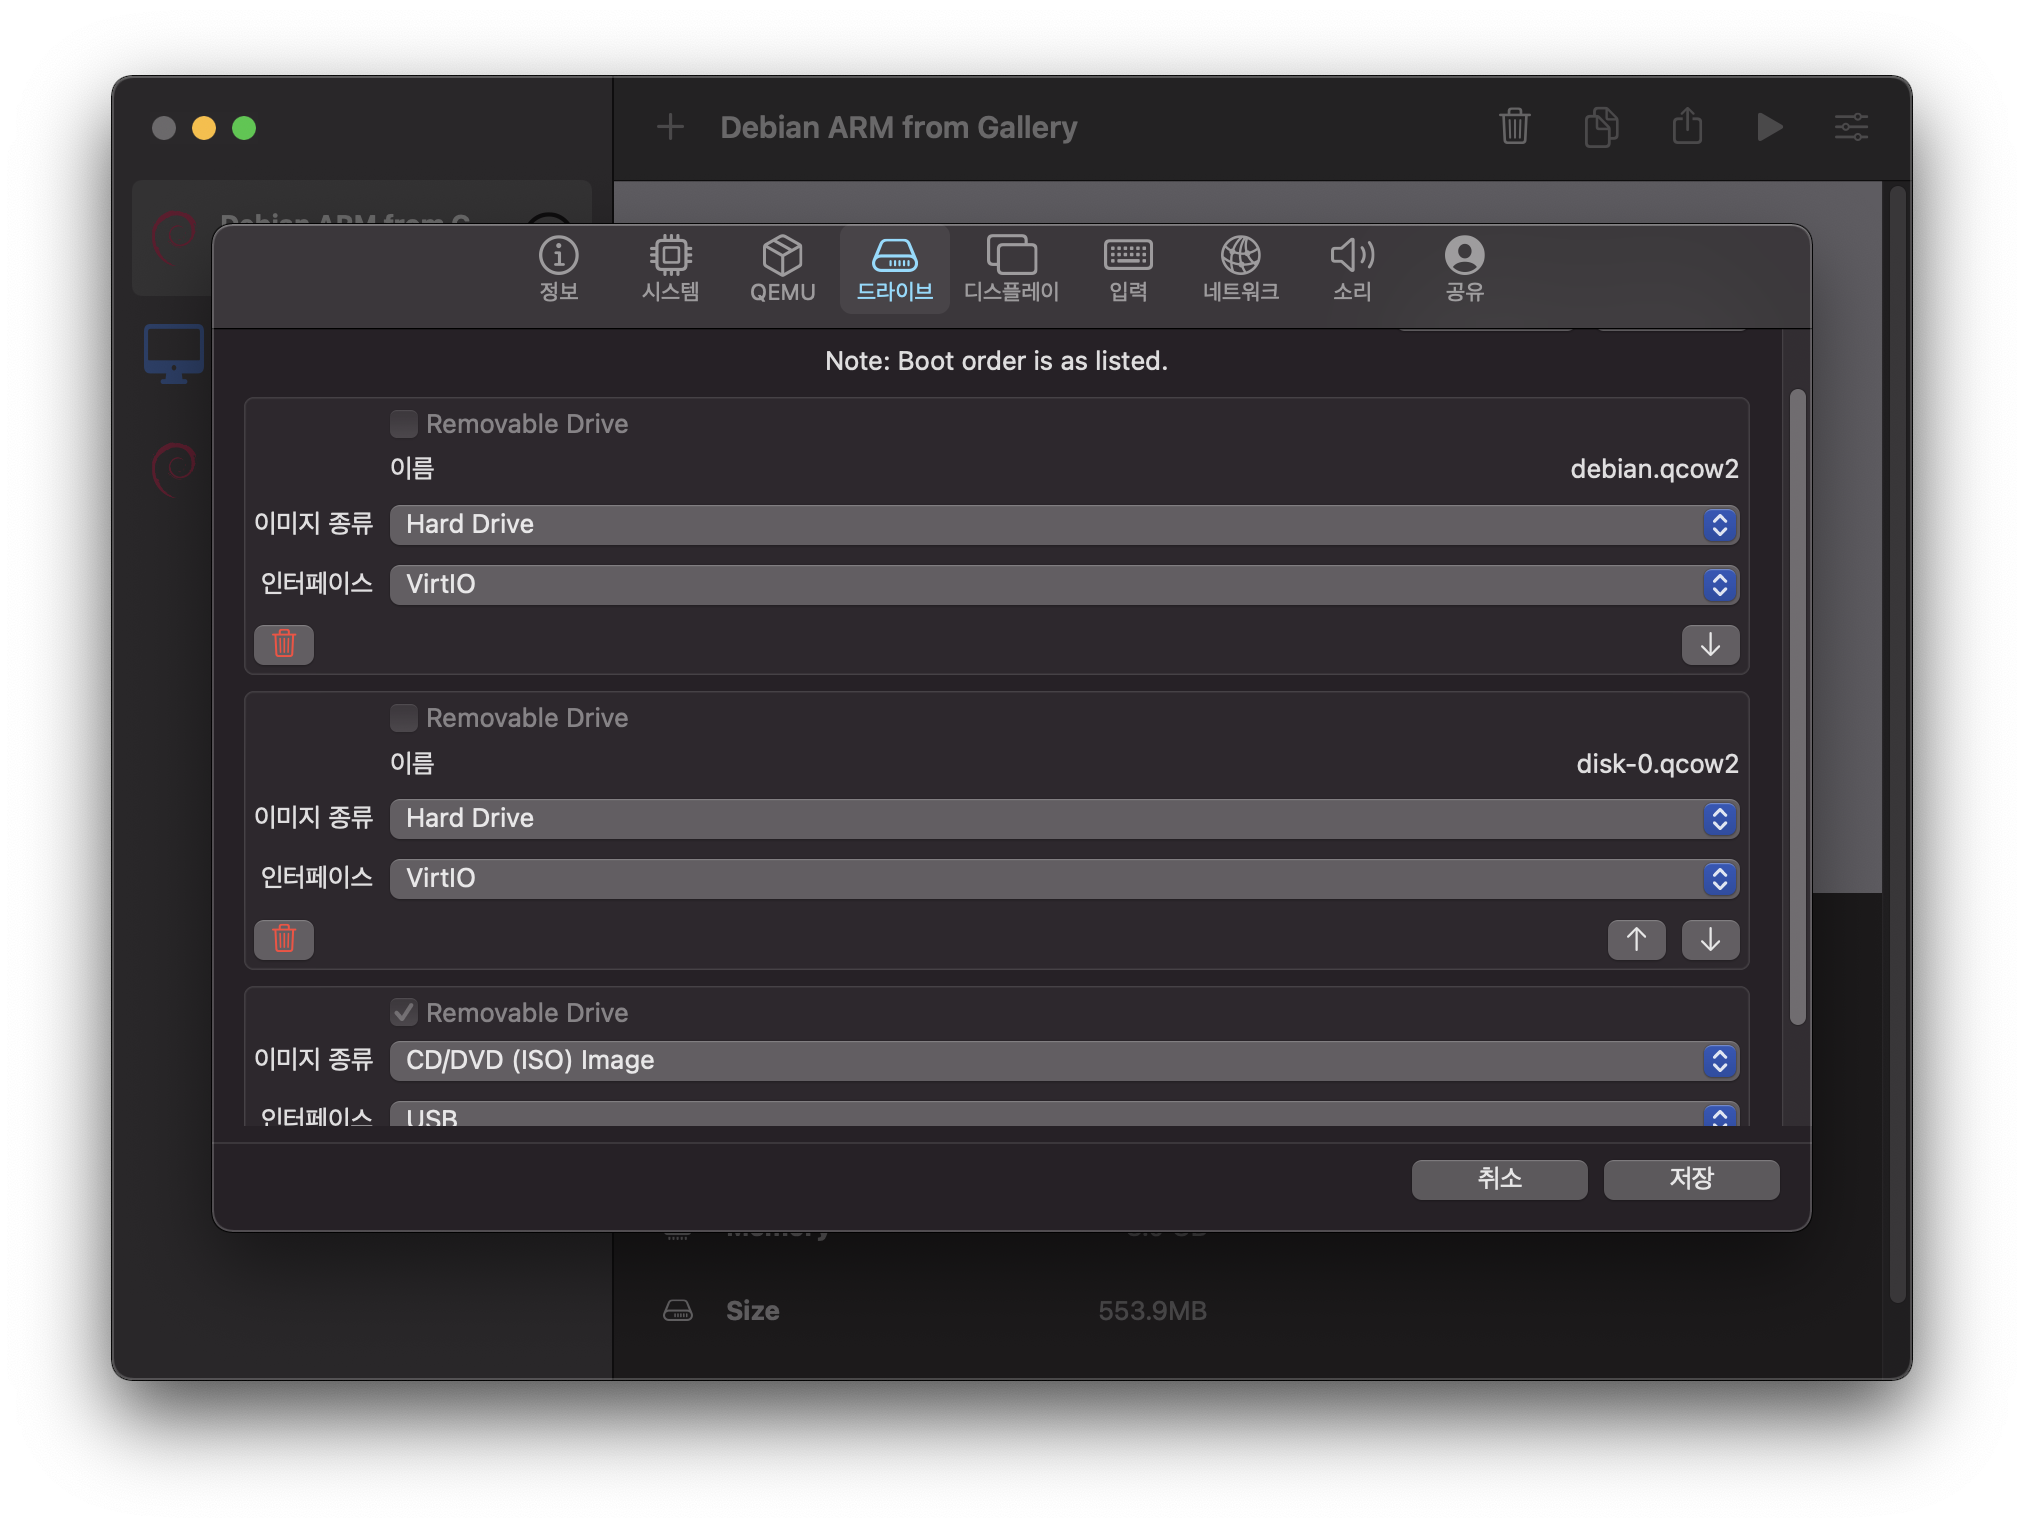 Debian ARM from Gallery
Debian ARM from G
정보
시스템
QEMU
드라이브
디스플레이
입력
네트워크
소리
공유
Note: Boot order is as listed.
Removable Drive
이름 debian.qcow2
이미지 종류 Hard Drive
인터페이스 VirtIO
Removable Drive
이름 disk-0.qcow2
이미지 종류 Hard Drive
인터페이스 VirtIO
Removable Drive
이미지 종류 CD/DVD (ISO) Image
인터페이스 USB
취소
저장
Memory
Size 553.9MB